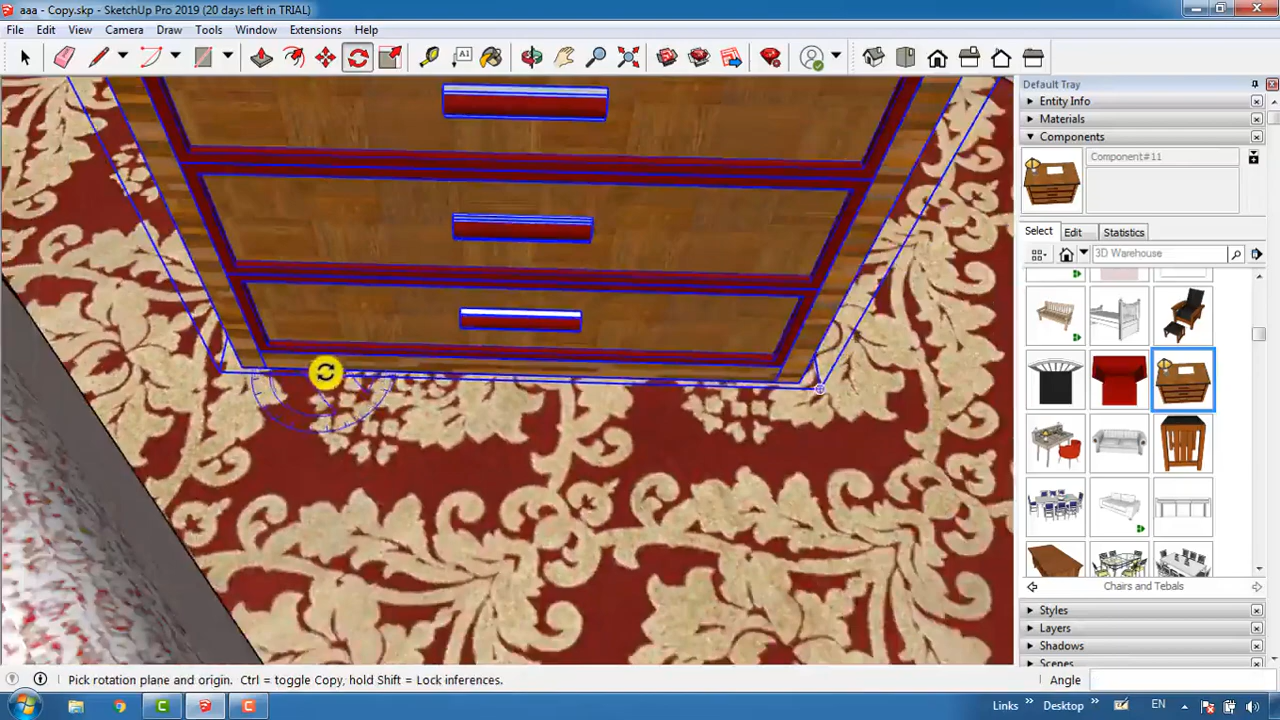 aaa - Copy.skp - SketchUp Pro 2019 (20 days left in TRIAL)
File Edit View Camera Draw Tools Window Extensions Help
A1
Default Tray
Entity Info
Materials
Components
Component#11
Select Edit Statistics
3D Warehouse
Chairs and Tebals
Styles
Layers
Shadows
Scenes
Pick rotation plane and origin. Ctrl = toggle Copy, hold Shift = Lock inferences.
Angle
Links » Desktop » EN